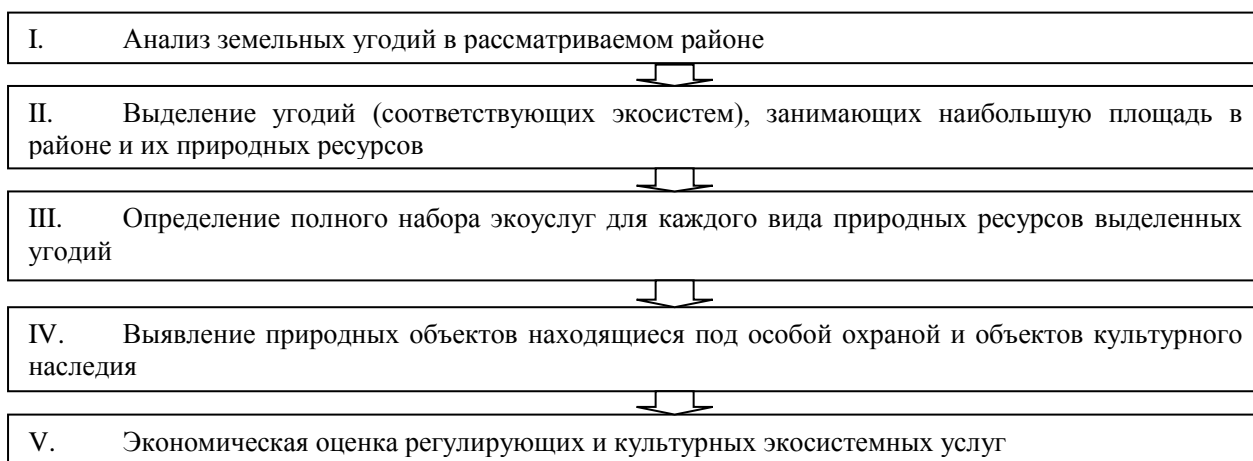 I. Анализ земельных угодий в рассматриваемом районе
II. Выделение угодий (соответствующих экосистем), занимающих наибольшую площадь в
районе и их природных ресурсов
III. Определение полного набора экоуслуг для каждого вида природных ресурсов выделенных
угодий
IV. Выявление природных объектов находящиеся под особой охраной и объектов культурного
наследия
V. Экономическая оценка регулирующих и культурных экосистемных услуг